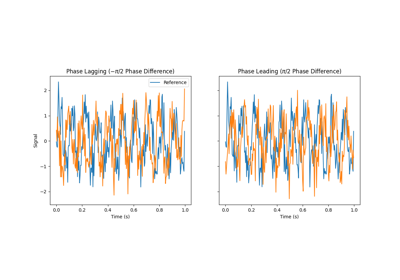 Phase Lagging (−π/2 Phase Difference)
Reference
Signal
2
1
0
−1
−2
0.0 0.2 0.4 0.6 0.8 1.0
Time (s)
Phase Leading (π/2 Phase Difference)
0.0 0.2 0.4 0.6 0.8 1.0
Time (s)